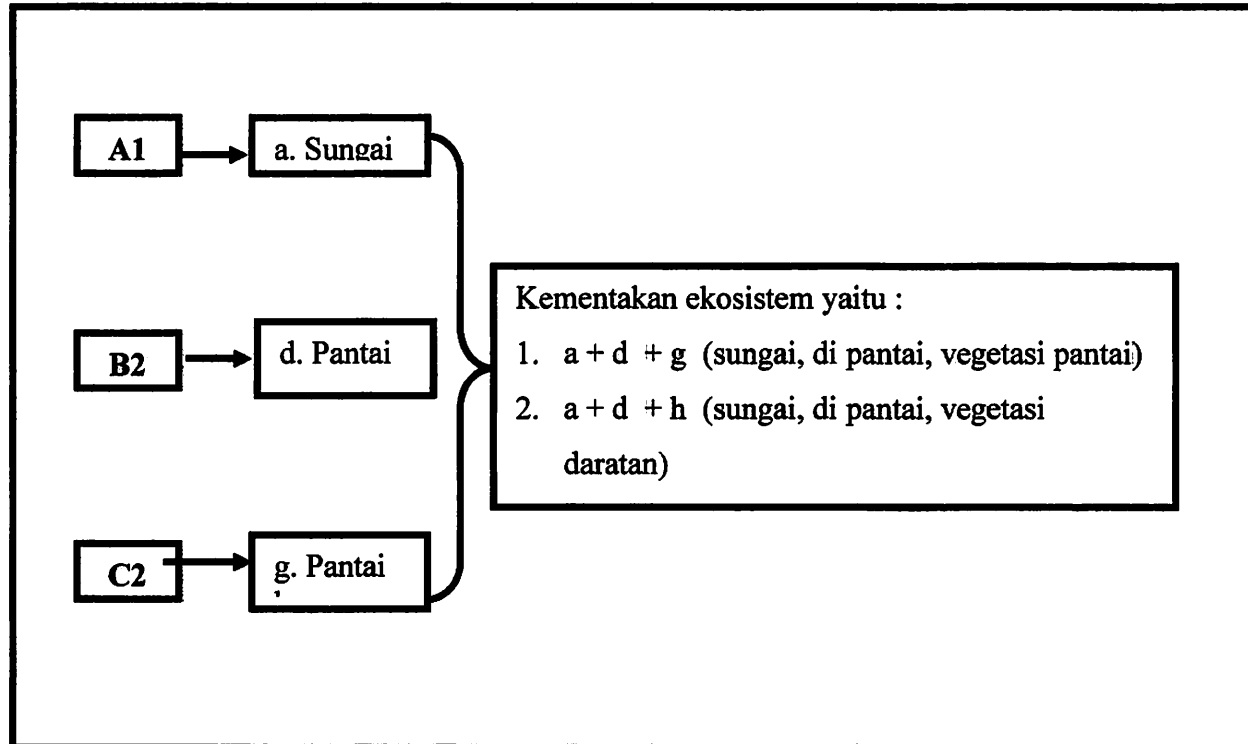 A1
a. Sungai
B2
d. Pantai
C2
g. Pantai
Kementakan ekosistem yaitu :
1. a + d + g (sungai, di pantai, vegetasi pantai)
2. a + d + h (sungai, di pantai, vegetasi
daratan)